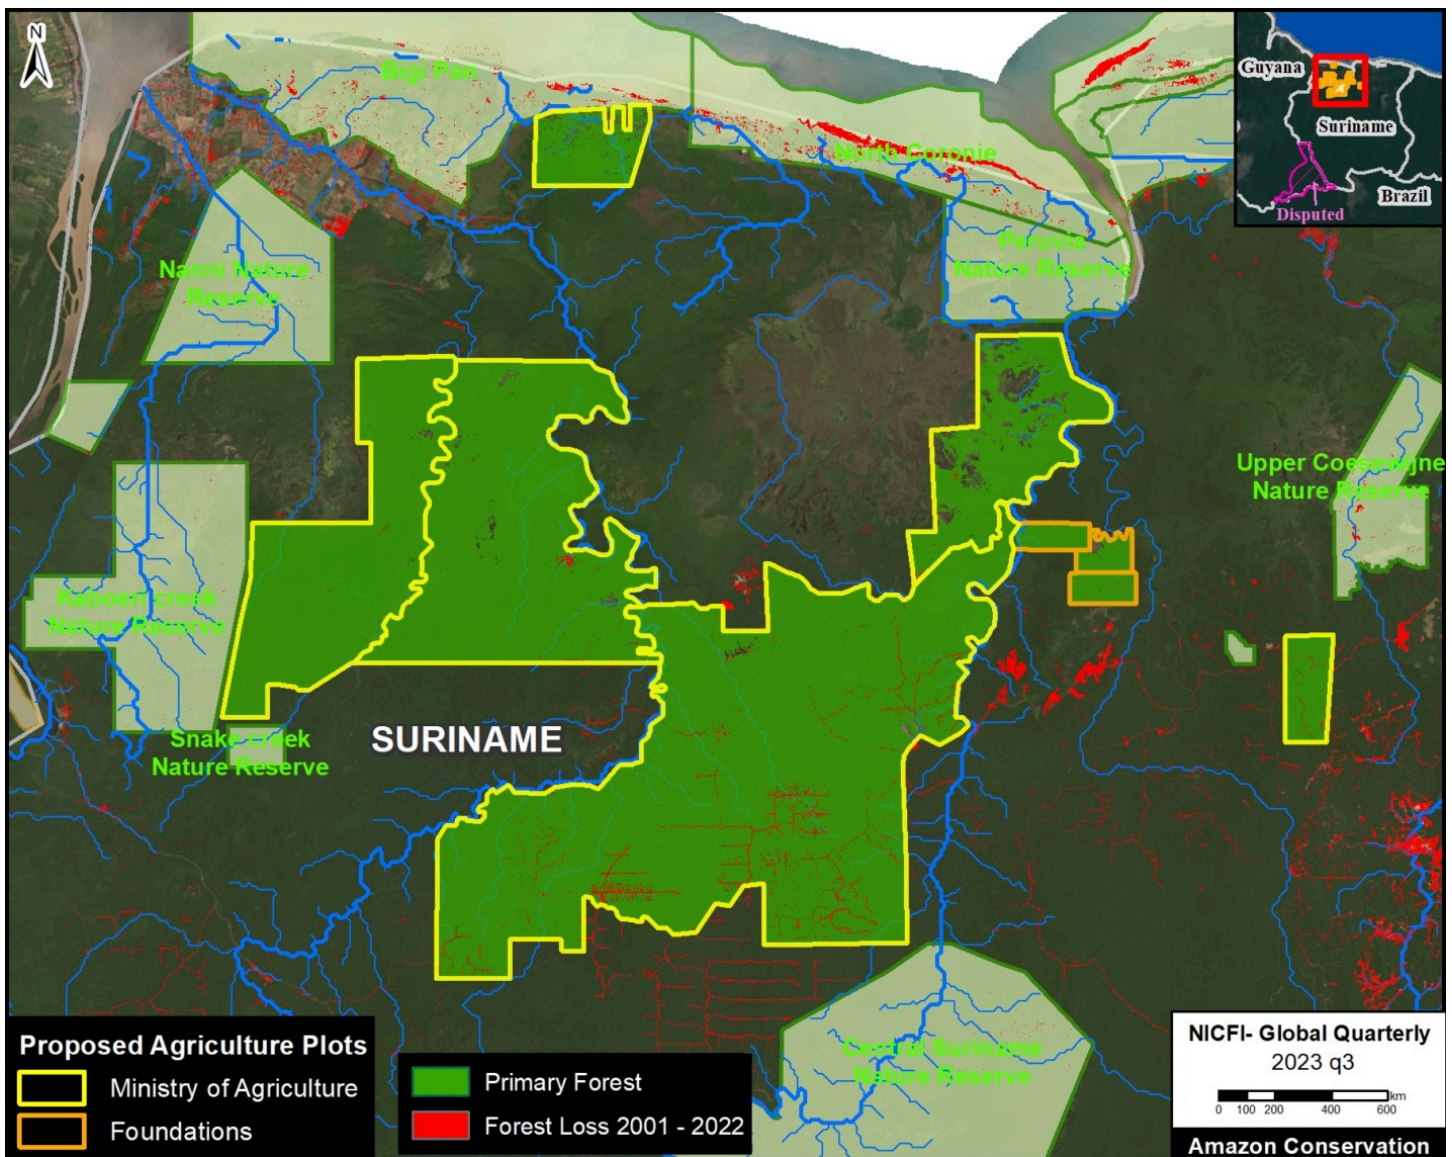 N
Bigi Pan
Guyana
Suriname
Brazil
Disputed
North Coronie
Nanni Nature
Reserve
Peruvia
Nature Reserve
Upper Coesewijne
Nature Reserve
Kaboeri creek
Nature Reserve
SURINAME
Snake creek
Nature Reserve
Central Suriname
Nature Reserve
Proposed Agriculture Plots
Ministry of Agriculture
Foundations
Primary Forest
Forest Loss 2001 - 2022
NICFI- Global Quarterly
2023 q3
km
0 100 200 400 600
Amazon Conservation